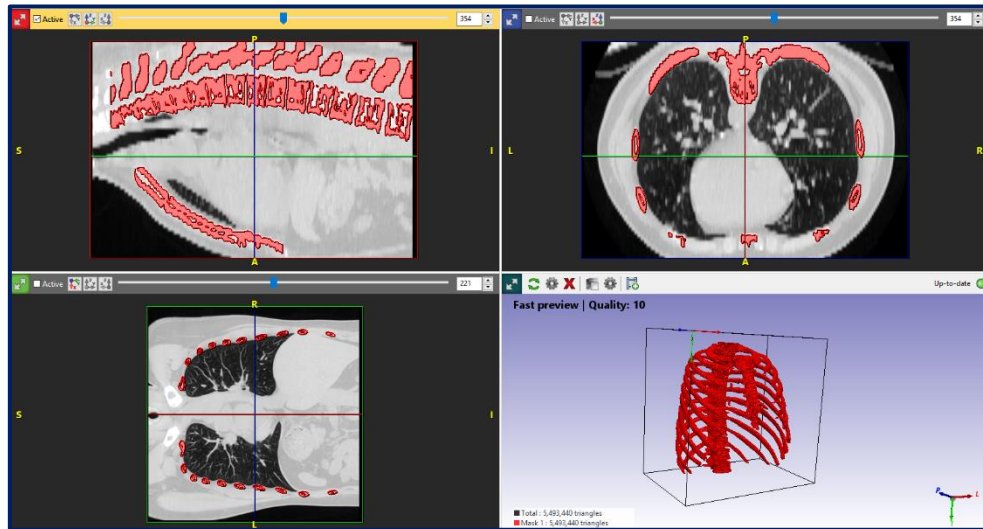 Active
354
P
S
I
A
Active
354
P
L
R
A
Active
221
R
S
I
L
Up-to-date
Fast preview | Quality: 10
P
L
Total : 5,493,440 triangles
Mask 1 : 5,493,440 triangles